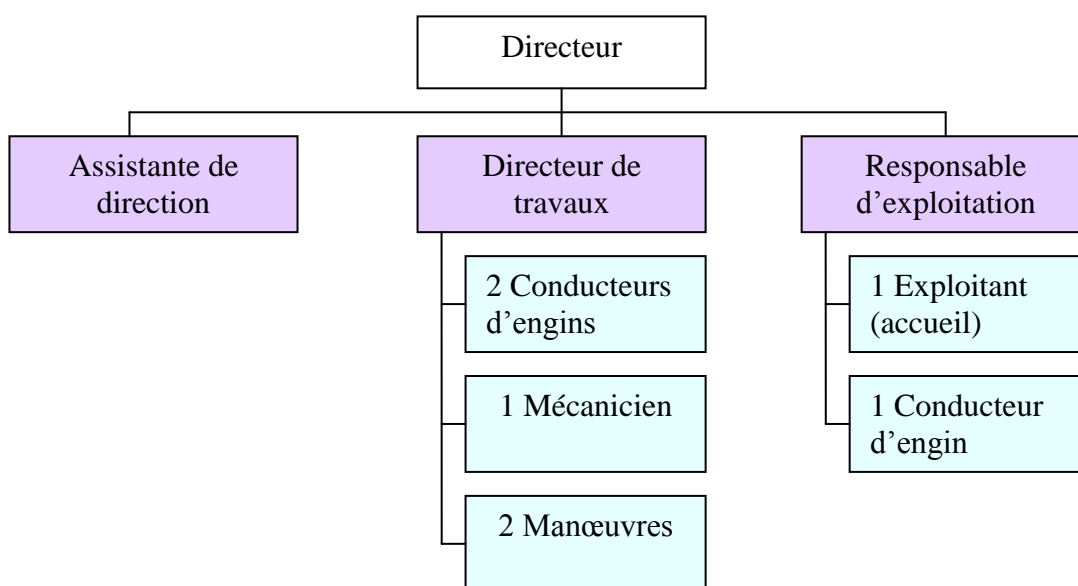 Directeur
Assistante de
direction
Directeur de
travaux
Responsable
d’exploitation
2 Conducteurs
d’engins
1 Mécanicien
2 Manœuvres
1 Exploitant
(accueil)
1 Conducteur
d’engin